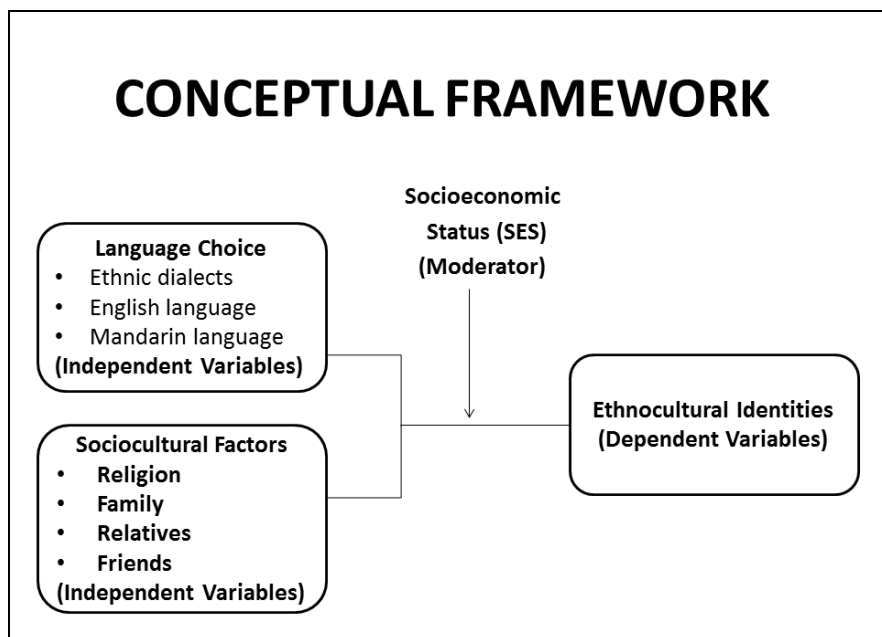 CONCEPTUAL FRAMEWORK
Socioeconomic
Status (SES)
(Moderator)
Language Choice
• Ethnic dialects
• English language
• Mandarin language
(Independent Variables)
Ethnocultural Identities
(Dependent Variables)
Sociocultural Factors
• Religion
• Family
• Relatives
• Friends
(Independent Variables)